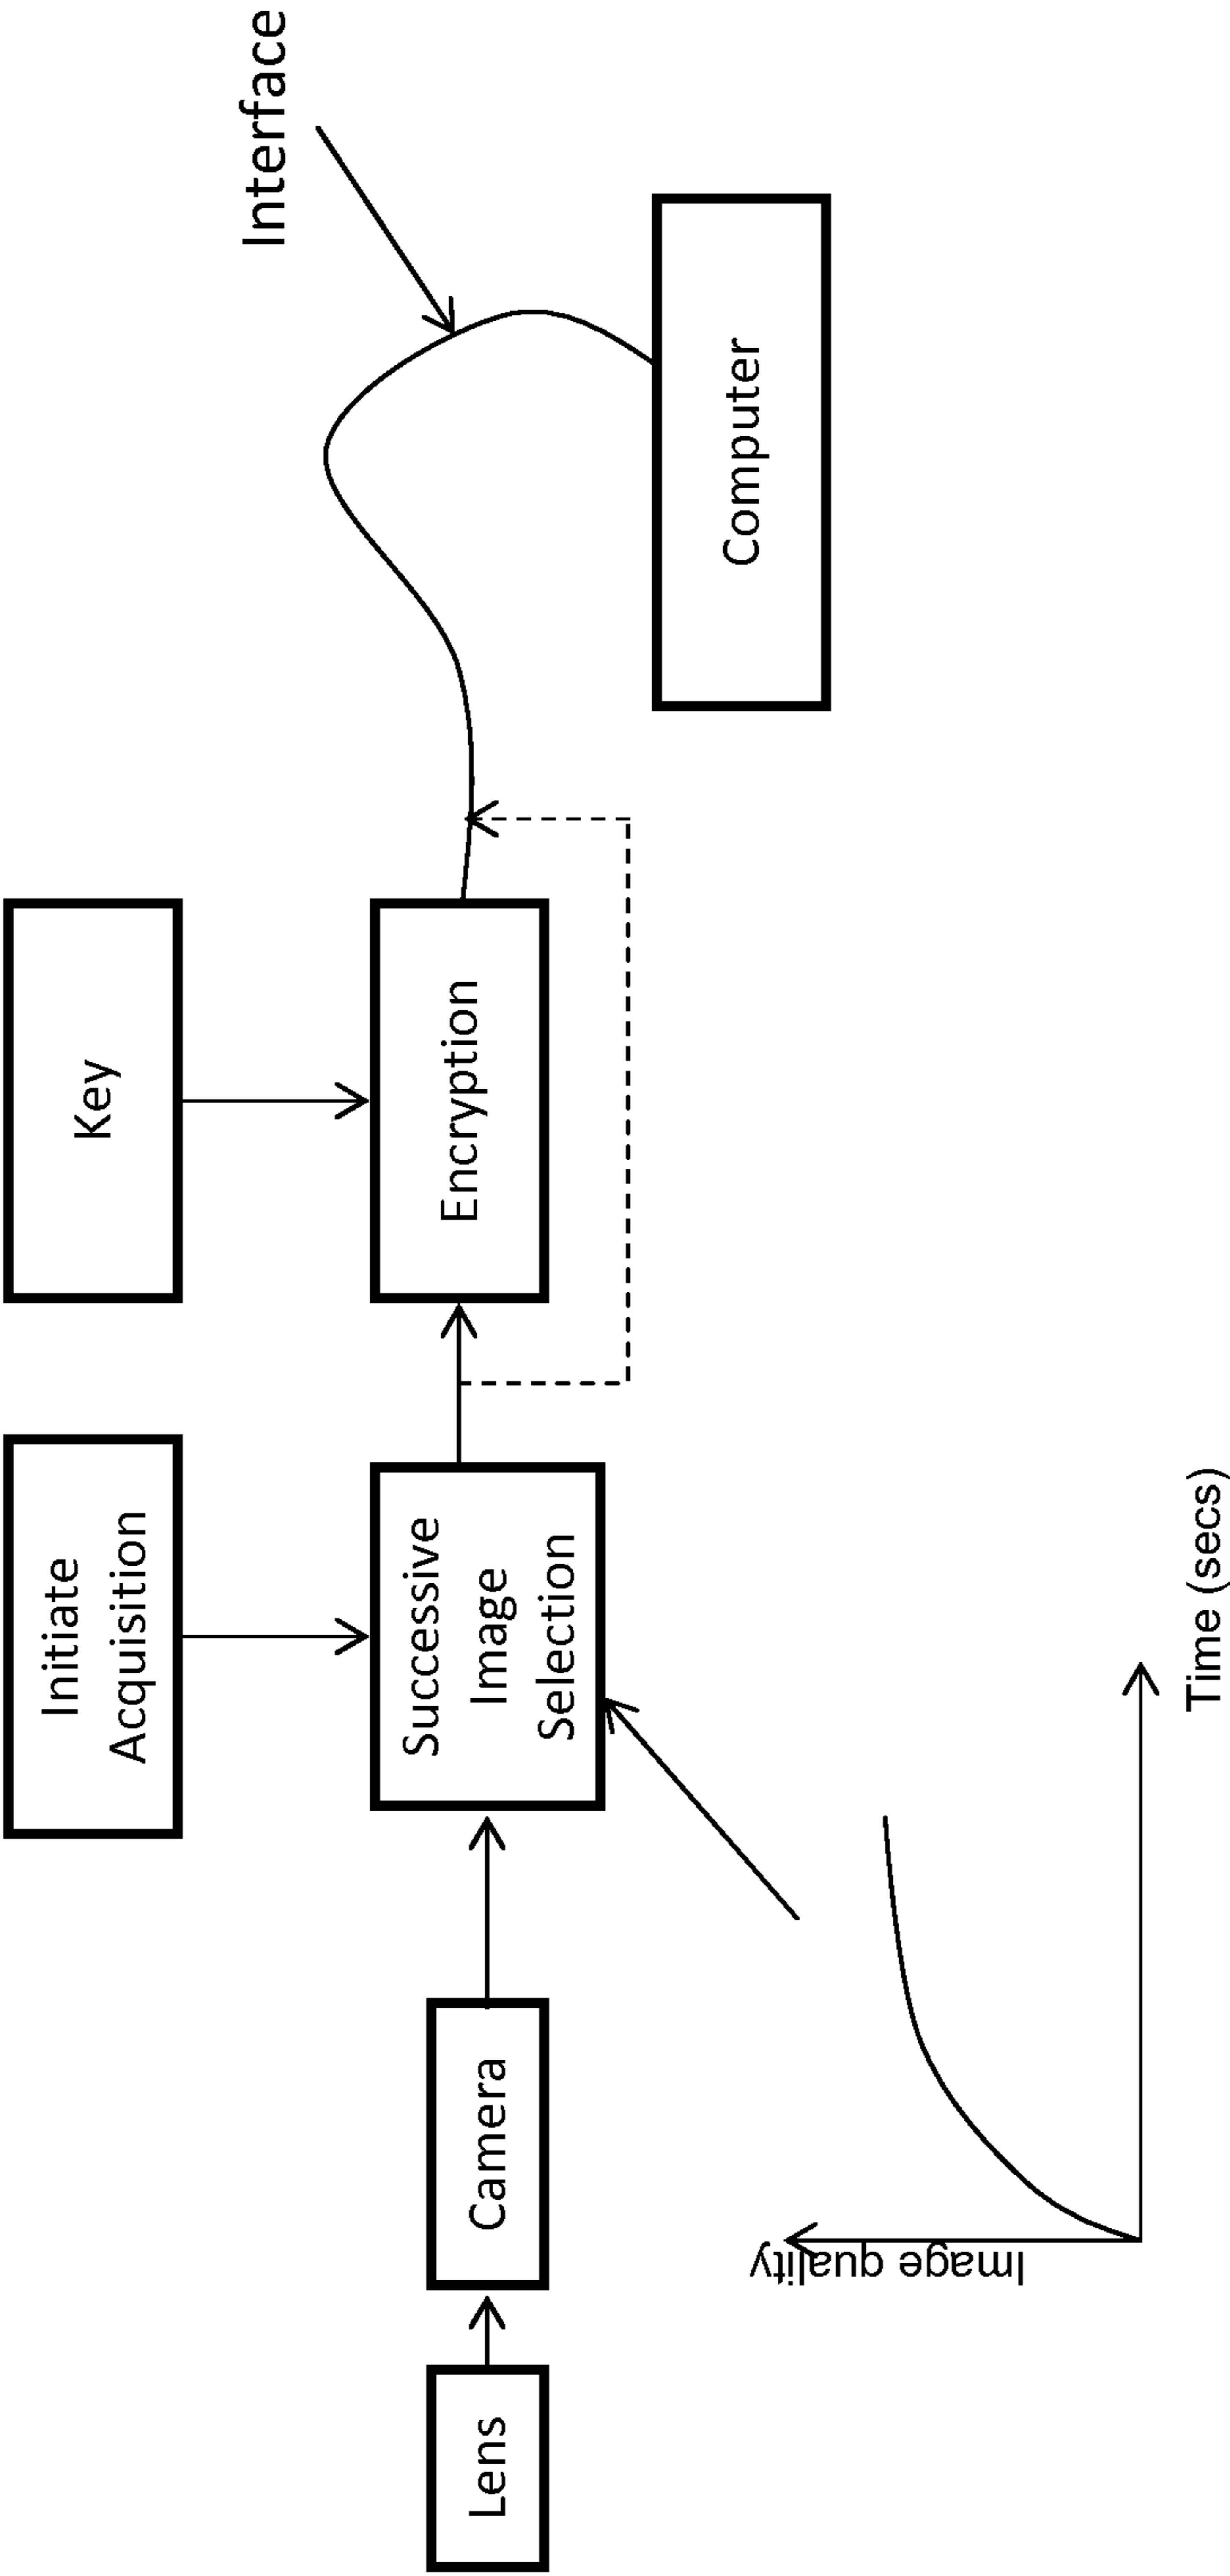 Initiate
Acquisition
Key
Interface
Lens
Camera
Successive
Image
Selection
Encryption
Computer
Image quality
Time (secs)